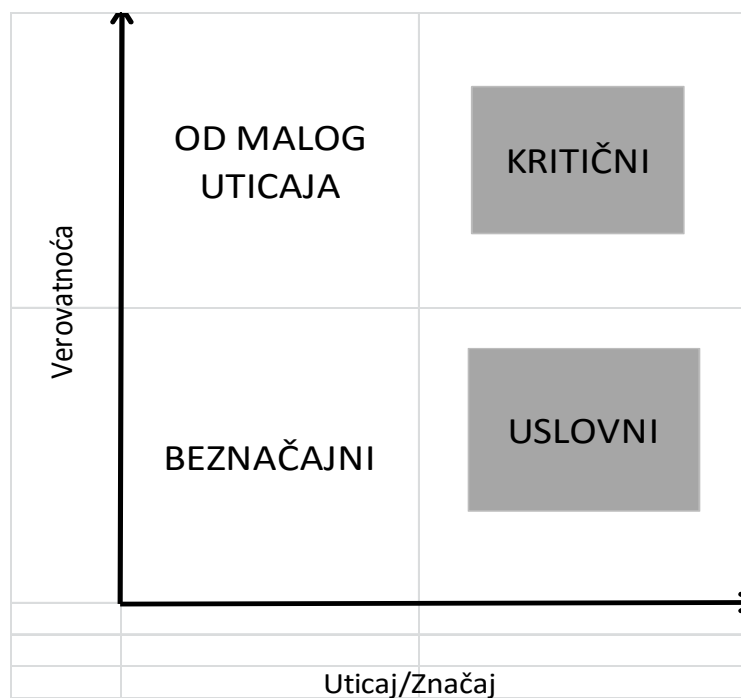 OD MALOG
UTICAJA
KRITIČNI
Verovatnoća
BEZNAČAJNI
USLOVNI
Uticaj/Značaj